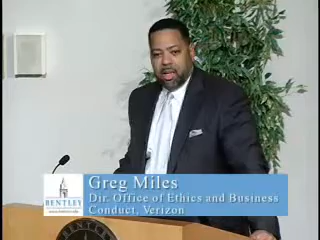 Greg Miles
BENTLEY
Dir. Office of Ethics and Business
Conduct, Verizon